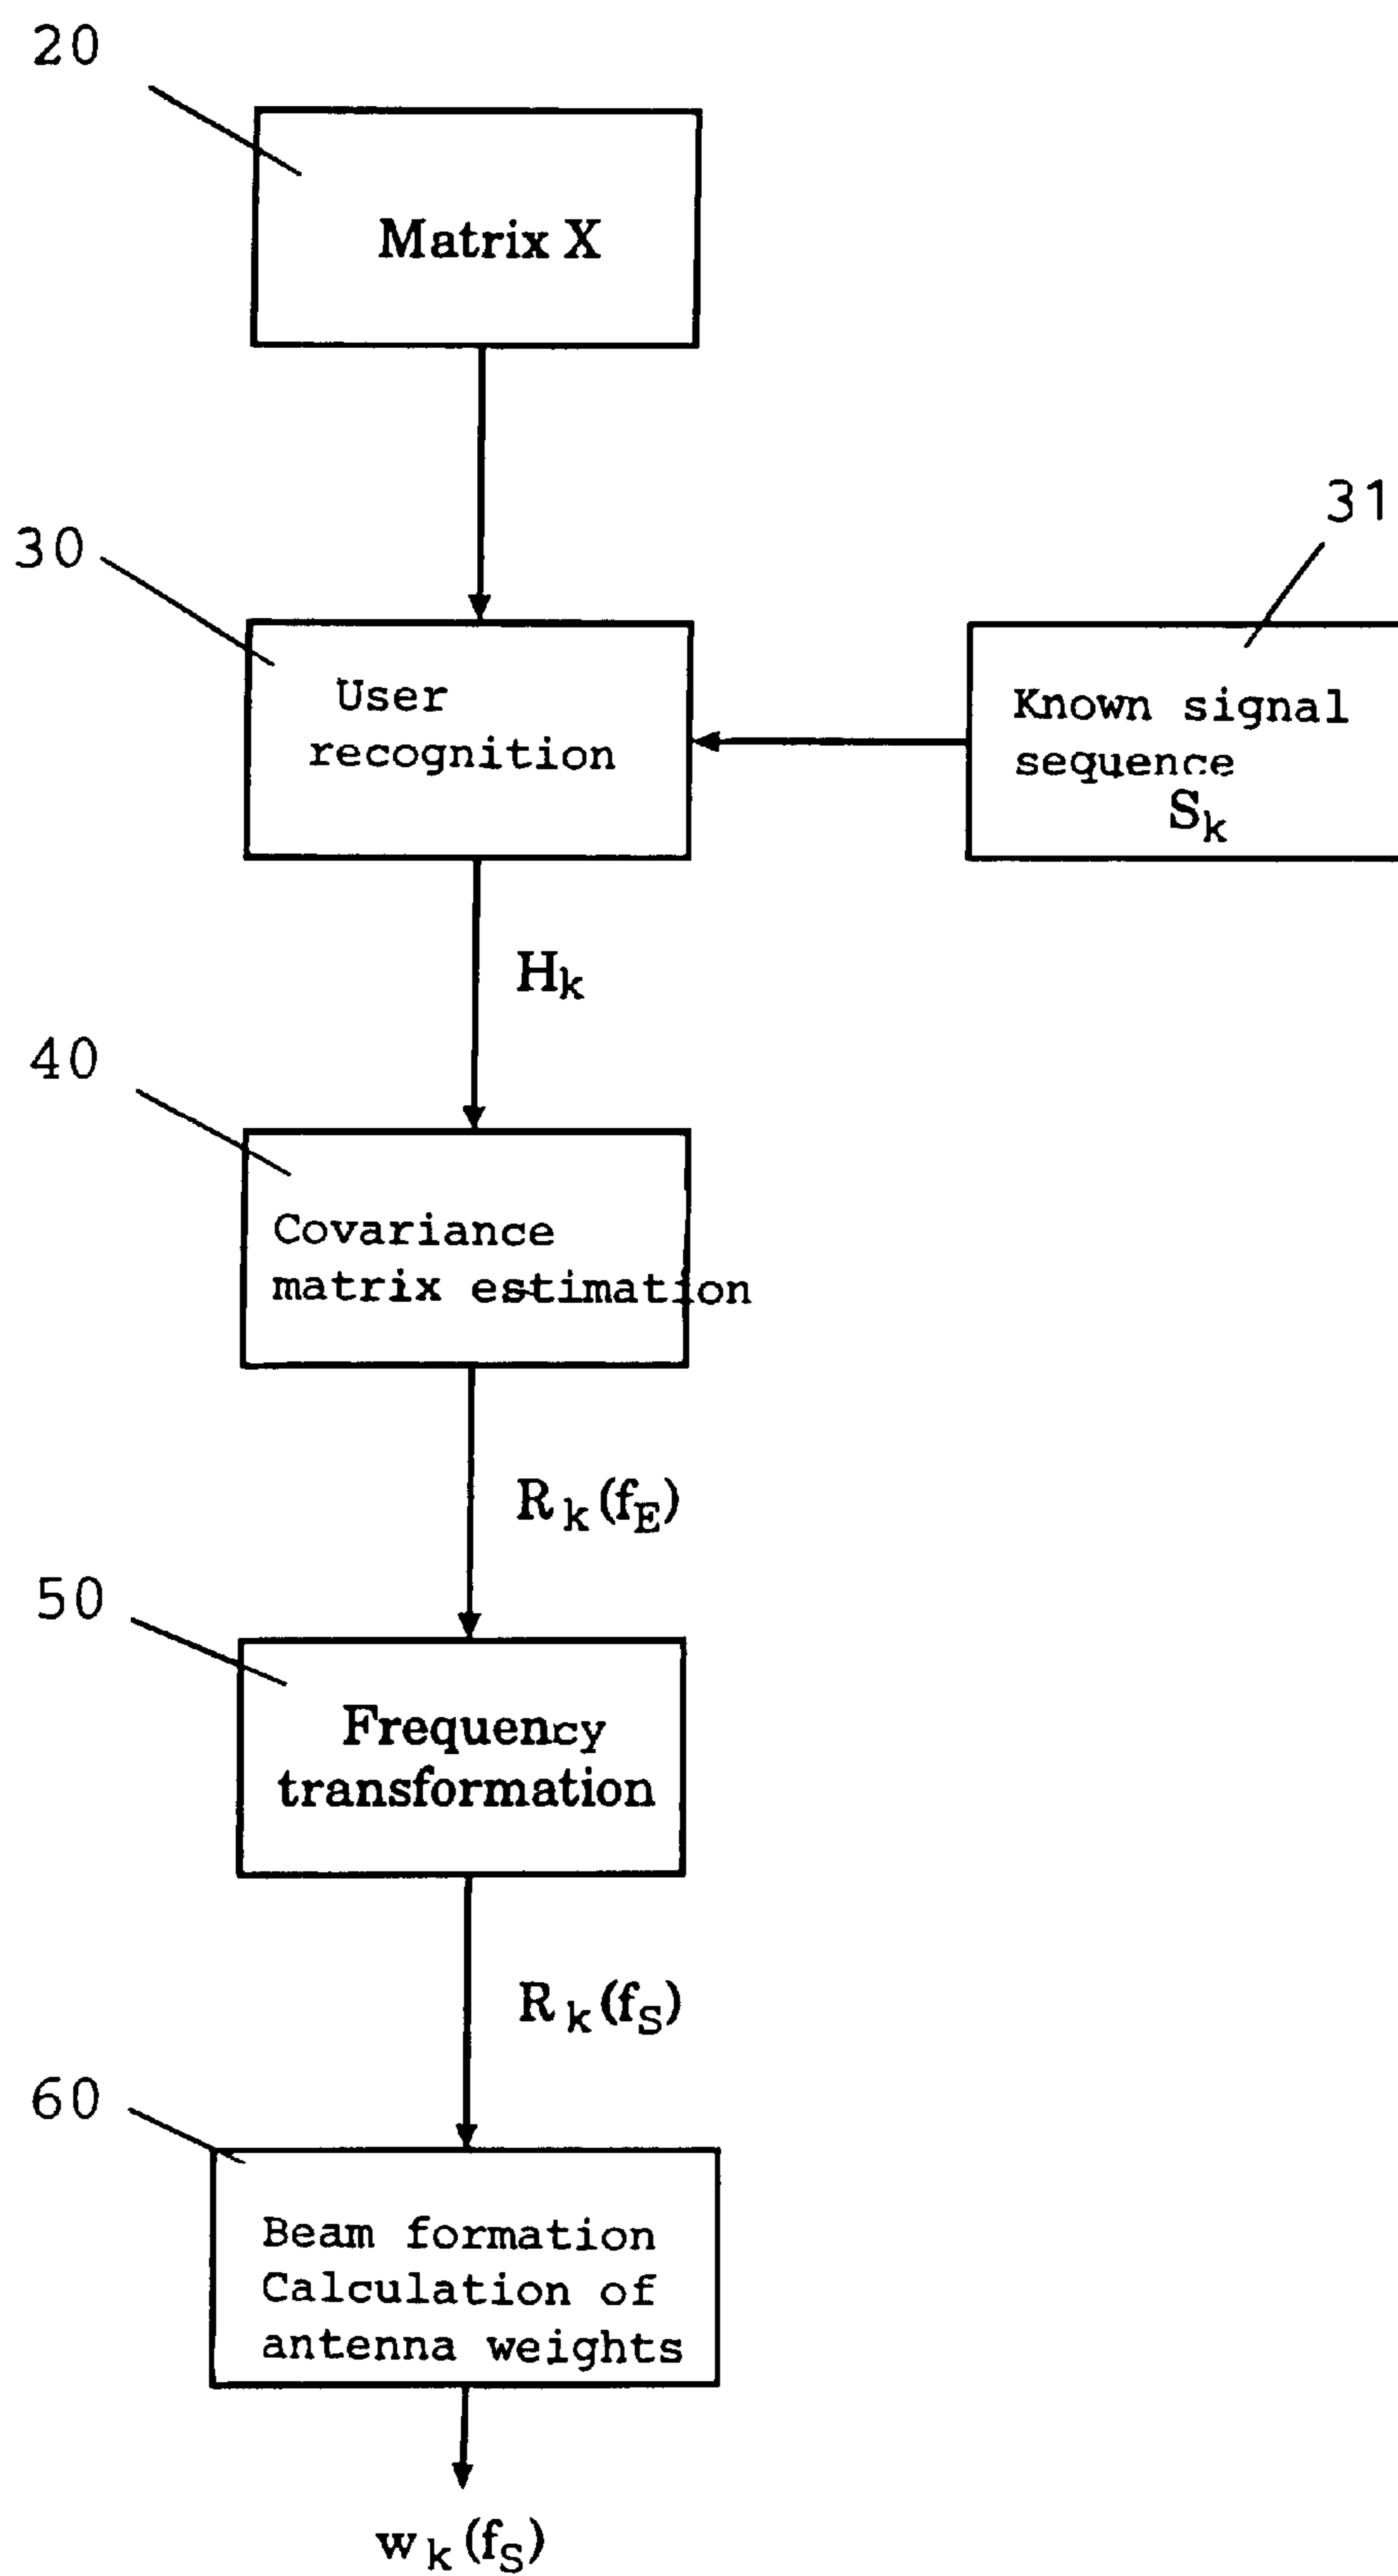 20
Matrix X
30
User
recognition
31
Known signal
sequence
Sk
Hk
40
Covariance
matrix estimation
Rk(fE)
50
Frequency
transformation
Rk(fS)
60
Beam formation
Calculation of
antenna weights
wk(fS)